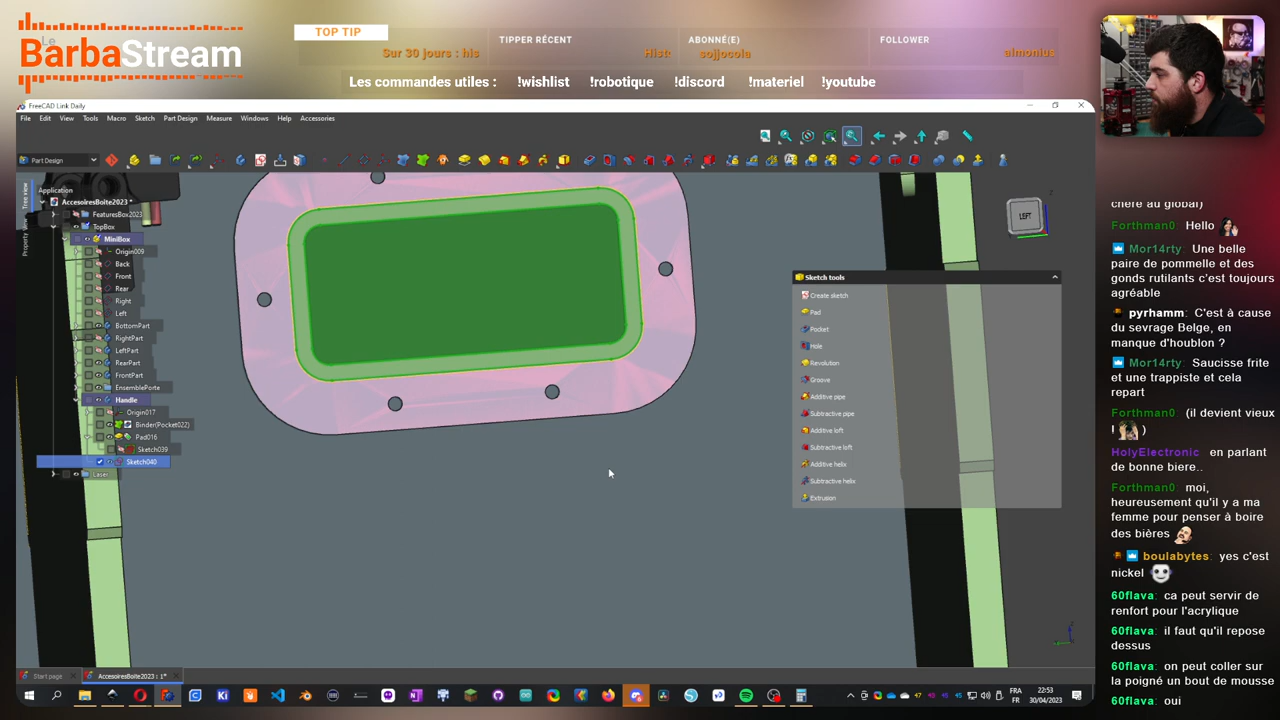 Le
BarbaStream
TOP TIP
Sur 30 jours : his
TIPPER RÉCENT
Hist
ABONNÉ(E)
sojjocola
FOLLOWER
almonius
Les commandes utiles : !wishlist !robotique !discord !materiel !youtube
FreeCAD Link Daily
File Edit View Tools Macro Sketch Part Design Measure Windows Help Accessories
Part Design
Tree view
Property view
Application
AccesoiresBoite2023 *
FeaturesBox2023
TopBox
MiniBox
Origin009
Back
Front
Rear
Right
Left
BottomPart
RightPart
LeftPart
RearPart
FrontPart
EnsemblePorte
Handle
Origin017
Binder(Pocket022)
Pad016
Sketch039
Sketch040
Laser
LEFT
Sketch tools
Create sketch
Pad
Pocket
Hole
Revolution
Groove
Additive pipe
Subtractive pipe
Additive loft
Subtractive loft
Additive helix
Subtractive helix
Extrusion
Start page
AccesoiresBoite2023 : 1*
FRA
FR
22:53
30/04/2023
chère au global)
Forthman0: Hello
Mor14rty: Une belle
paire de pommelle et des
gonds rutilants c'est toujours
agréable
pyrhamm: C'est à cause
du sevrage Belge, en
manque d'houblon ?
Mor14rty: Saucisse frite
et une trappiste et cela
repart
Forthman0: (il devient vieux
! )
HolyElectronic: en parlant
de bonne biere..
Forthman0: moi,
heureusement qu'il y a ma
femme pour penser à boire
des bières
boulabytes: yes c'est
nickel
60flava: ca peut servir de
renfort pour l'acrylique
60flava: il faut qu'il repose
dessus
60flava: on peut coller sur
la poigné un bout de mousse
60flava: oui